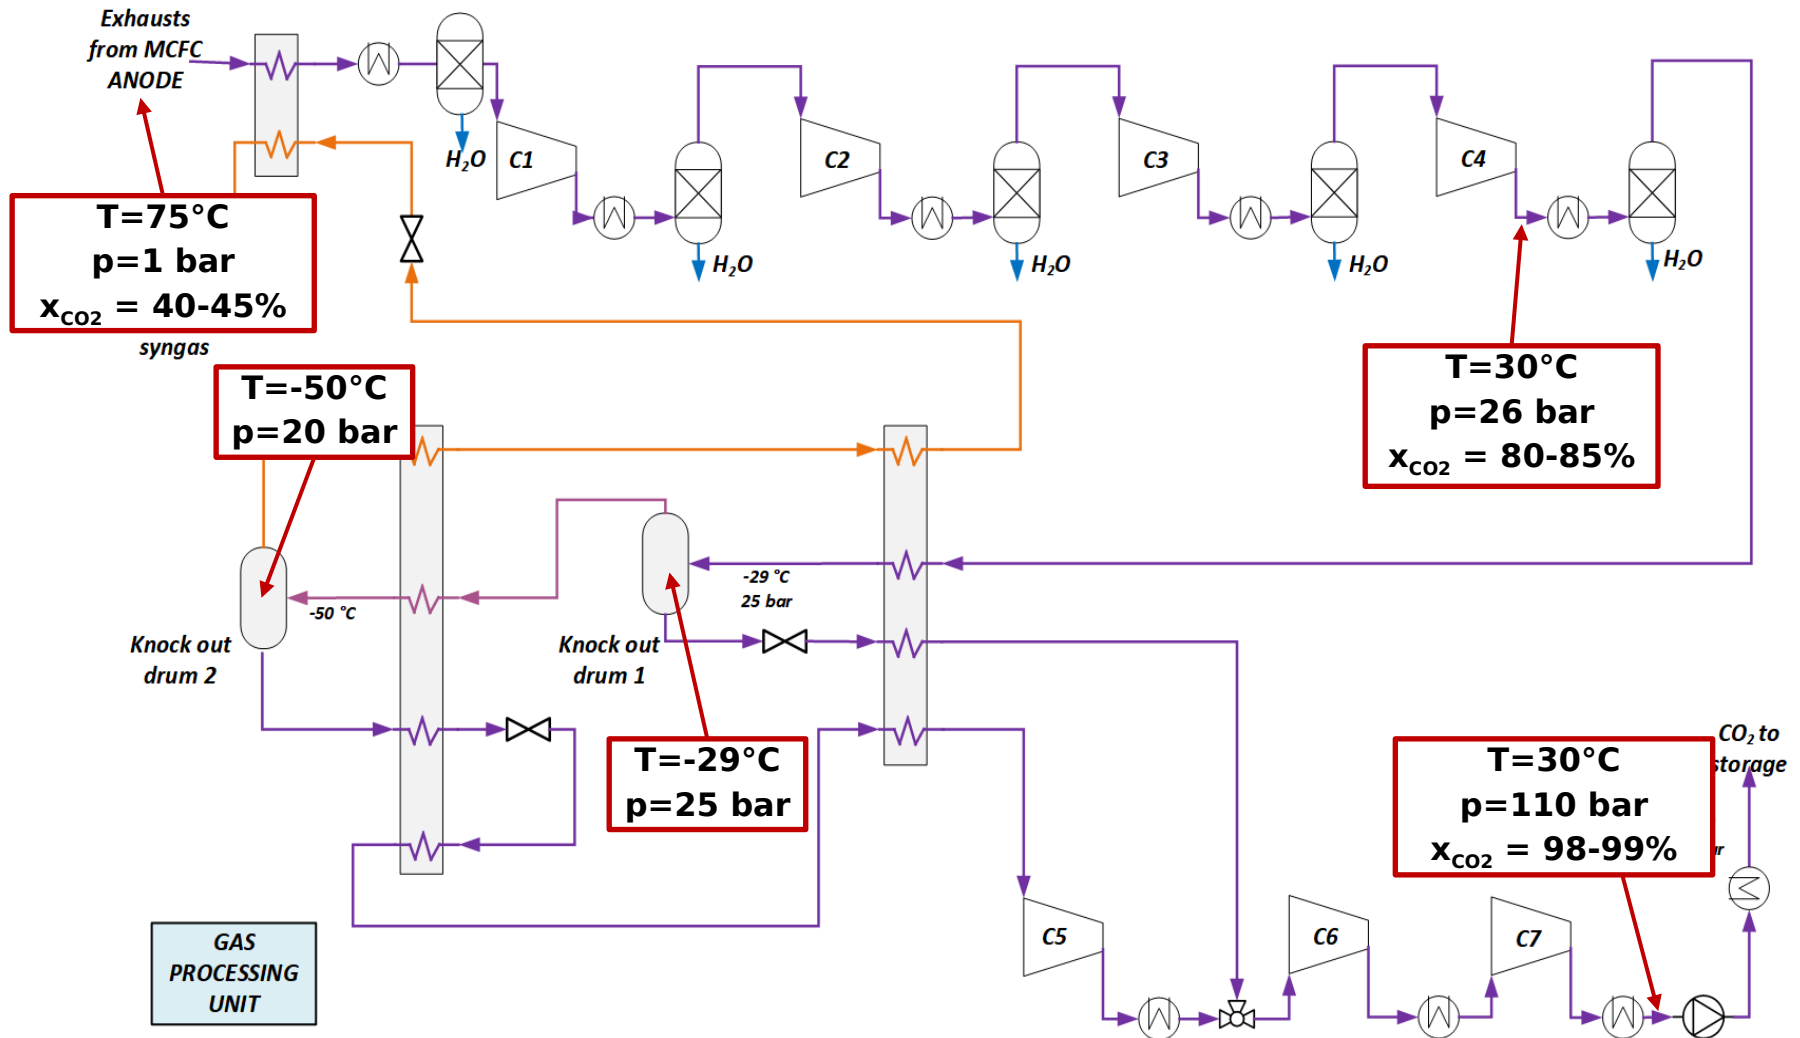 Exhausts
from MCFC
ANODE
H₂O
C1
C2
C3
C4
H₂O
H₂O
H₂O
H₂O
T=75°C
p=1 bar
xCO2 = 40-45%
syngas
T=-50°C
p=20 bar
T=30°C
p=26 bar
xCO2 = 80-85%
-29 °C
25 bar
-50 °C
Knock out
drum 2
Knock out
drum 1
T=-29°C
p=25 bar
CO₂ to
storage
T=30°C
p=110 bar
xCO2 = 98-99%
GAS
PROCESSING
UNIT
C5
C6
C7